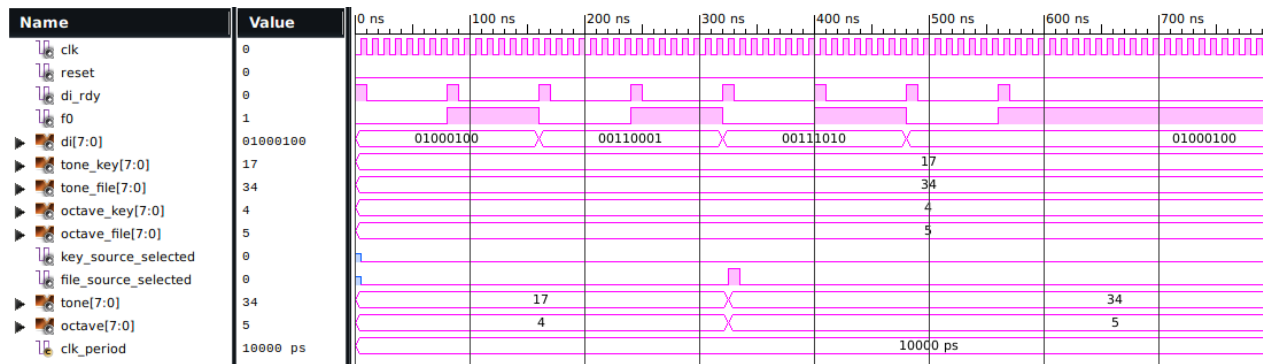 Name Value 0 ns 100 ns 200 ns 300 ns 400 ns 500 ns 600 ns 700 ns
clk 0
reset 0
di_rdy 0
f0 1
di[7:0] 01000100 01000100 00110001 00111010 01000100
tone_key[7:0] 17 17
tone_file[7:0] 34 34
octave_key[7:0] 4 4
octave_file[7:0] 5 5
key_source_selected 0
file_source_selected 0
tone[7:0] 34 17 34
octave[7:0] 5 4 5
clk_period 10000 ps 10000 ps